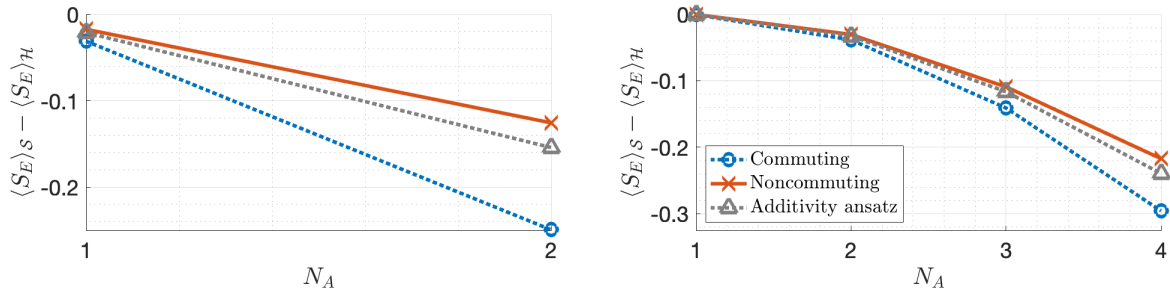 0
-0.1
-0.2
1
2
N_A
⟨S_E⟩_𝒮 − ⟨S_E⟩_ℋ
0
-0.1
-0.2
-0.3
1
2
3
4
N_A
⟨S_E⟩_𝒮 − ⟨S_E⟩_ℋ
Commuting
Noncommuting
Additivity ansatz